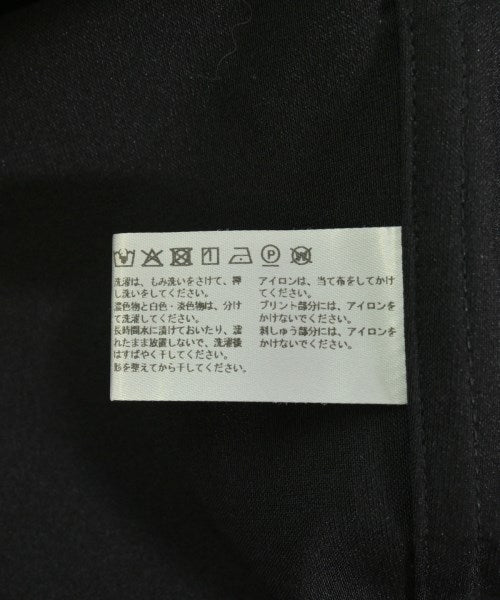 洗濯は、もみ洗いをさけて、押
し洗いをしてください。
濃色物と白色・淡色物は、分け
て洗濯してください。
長時間水に漬けておいたり、濡
れたまま放置しないで、洗濯後
はすばやく干してください。
形を整えてから干してください。
アイロンは、当て布をしてかけ
てください。
プリント部分には、アイロンを
かけないでください。
刺しゅう部分には、アイロンを
かけないでください。